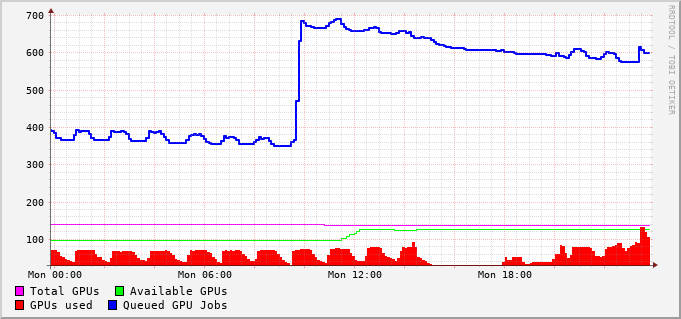 700
600
500
400
300
200
100
Mon 00:00 Mon 06:00 Mon 12:00 Mon 18:00
Total GPUs Available GPUs
GPUs used Queued GPU Jobs
RRDTOOL / TOBI OETIKER